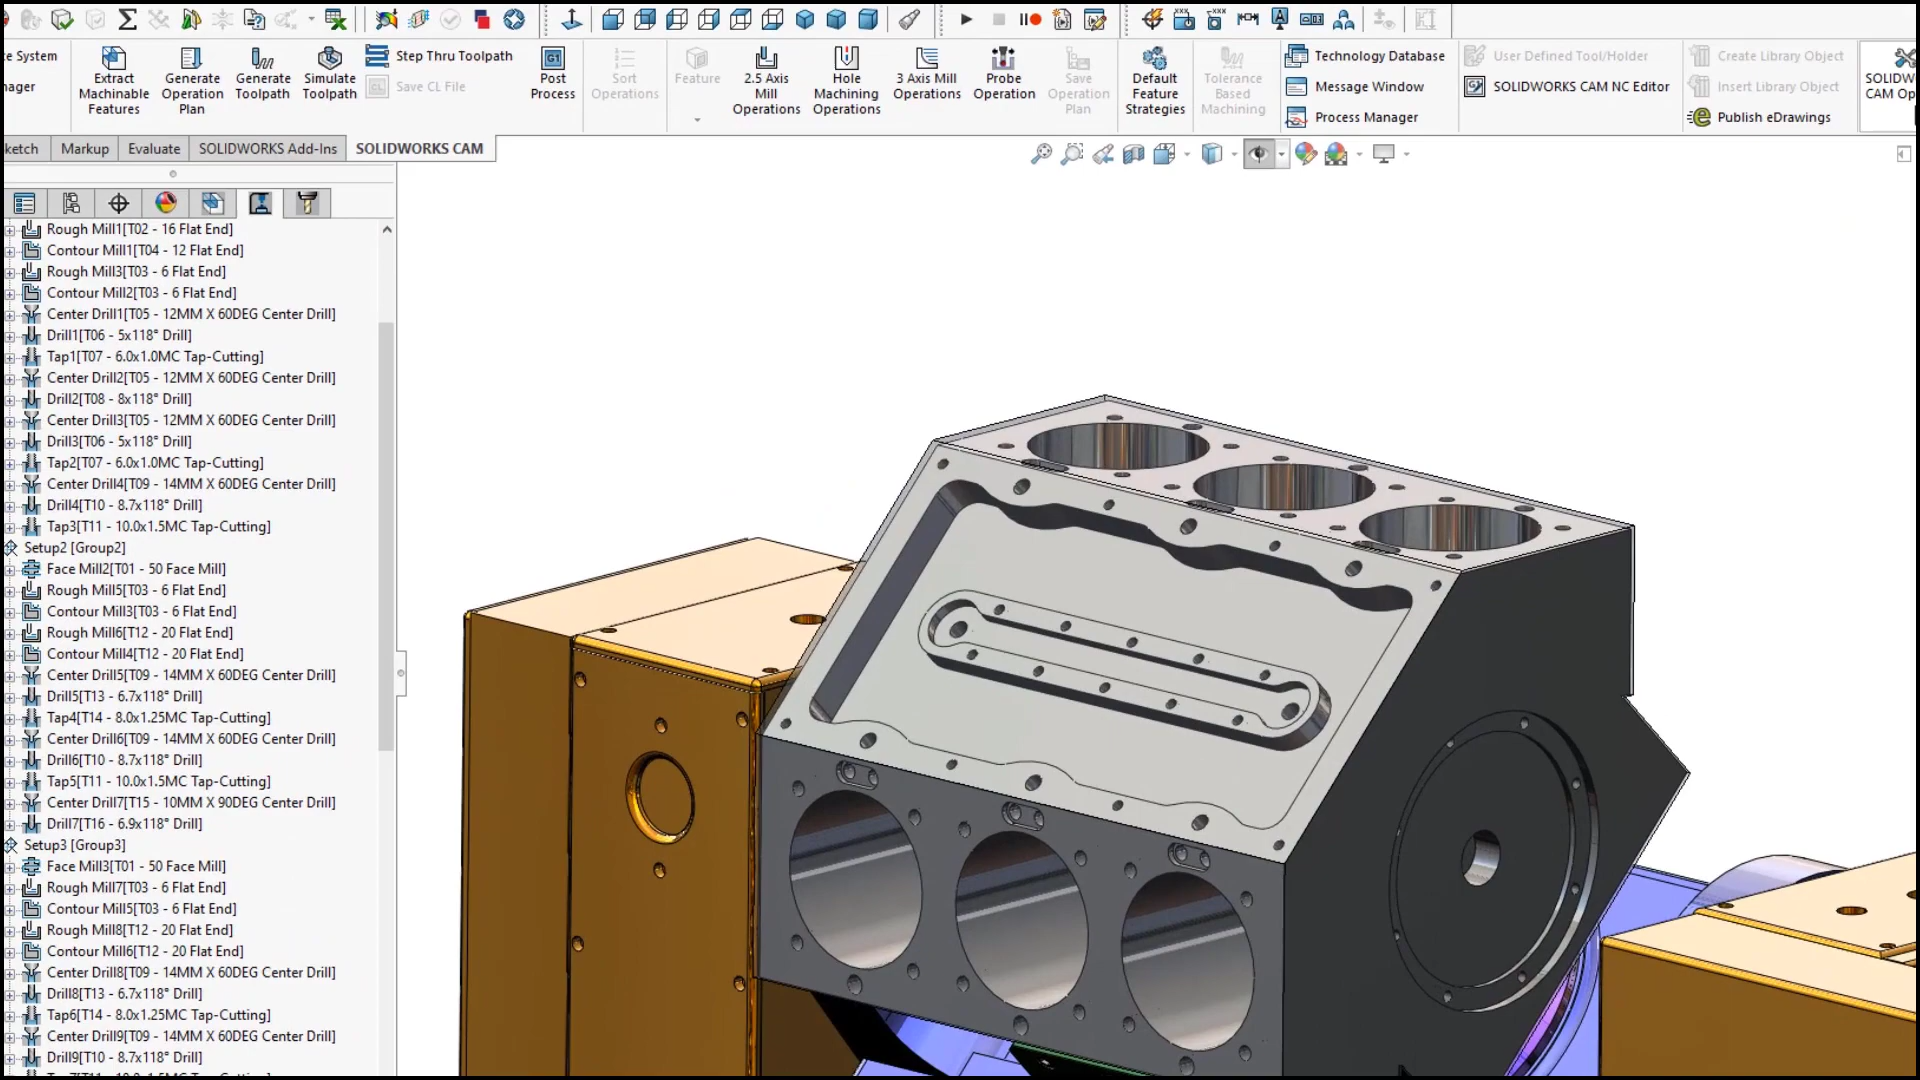 te System
nager
Extract Machinable Features
Generate Operation Plan
Generate Toolpath
Simulate Toolpath
Step Thru Toolpath
CL Save CL File
G1 Post Process
Sort Operations
Feature
2.5 Axis Mill Operations
Hole Machining Operations
3 Axis Mill Operations
Probe Operation
Save Operation Plan
Default Feature Strategies
Tolerance Based Machining
Technology Database
Message Window
Process Manager
User Defined Tool/Holder
SOLIDWORKS CAM NC Editor
Create Library Object
Insert Library Object
Publish eDrawings
SOLIDW
CAM Op
ketch
Markup
Evaluate
SOLIDWORKS Add-Ins
SOLIDWORKS CAM
Rough Mill1[T02 - 16 Flat End]
Contour Mill1[T04 - 12 Flat End]
Rough Mill3[T03 - 6 Flat End]
Contour Mill2[T03 - 6 Flat End]
Center Drill1[T05 - 12MM X 60DEG Center Drill]
Drill1[T06 - 5x118° Drill]
Tap1[T07 - 6.0x1.0MC Tap-Cutting]
Center Drill2[T05 - 12MM X 60DEG Center Drill]
Drill2[T08 - 8x118° Drill]
Center Drill3[T05 - 12MM X 60DEG Center Drill]
Drill3[T06 - 5x118° Drill]
Tap2[T07 - 6.0x1.0MC Tap-Cutting]
Center Drill4[T09 - 14MM X 60DEG Center Drill]
Drill4[T10 - 8.7x118° Drill]
Tap3[T11 - 10.0x1.5MC Tap-Cutting]
Setup2 [Group2]
Face Mill2[T01 - 50 Face Mill]
Rough Mill5[T03 - 6 Flat End]
Contour Mill3[T03 - 6 Flat End]
Rough Mill6[T12 - 20 Flat End]
Contour Mill4[T12 - 20 Flat End]
Center Drill5[T09 - 14MM X 60DEG Center Drill]
Drill5[T13 - 6.7x118° Drill]
Tap4[T14 - 8.0x1.25MC Tap-Cutting]
Center Drill6[T09 - 14MM X 60DEG Center Drill]
Drill6[T10 - 8.7x118° Drill]
Tap5[T11 - 10.0x1.5MC Tap-Cutting]
Center Drill7[T15 - 10MM X 90DEG Center Drill]
Drill7[T16 - 6.9x118° Drill]
Setup3 [Group3]
Face Mill3[T01 - 50 Face Mill]
Rough Mill7[T03 - 6 Flat End]
Contour Mill5[T03 - 6 Flat End]
Rough Mill8[T12 - 20 Flat End]
Contour Mill6[T12 - 20 Flat End]
Center Drill8[T09 - 14MM X 60DEG Center Drill]
Drill8[T13 - 6.7x118° Drill]
Tap6[T14 - 8.0x1.25MC Tap-Cutting]
Center Drill9[T09 - 14MM X 60DEG Center Drill]
Drill9[T10 - 8.7x118° Drill]